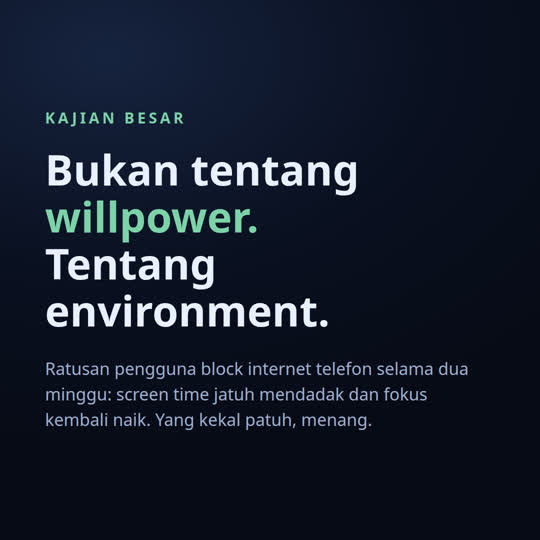 KAJIAN BESAR
Bukan tentang
willpower.
Tentang
environment.
Ratusan pengguna block internet telefon selama dua
minggu: screen time jatuh mendadak dan fokus
kembali naik. Yang kekal patuh, menang.